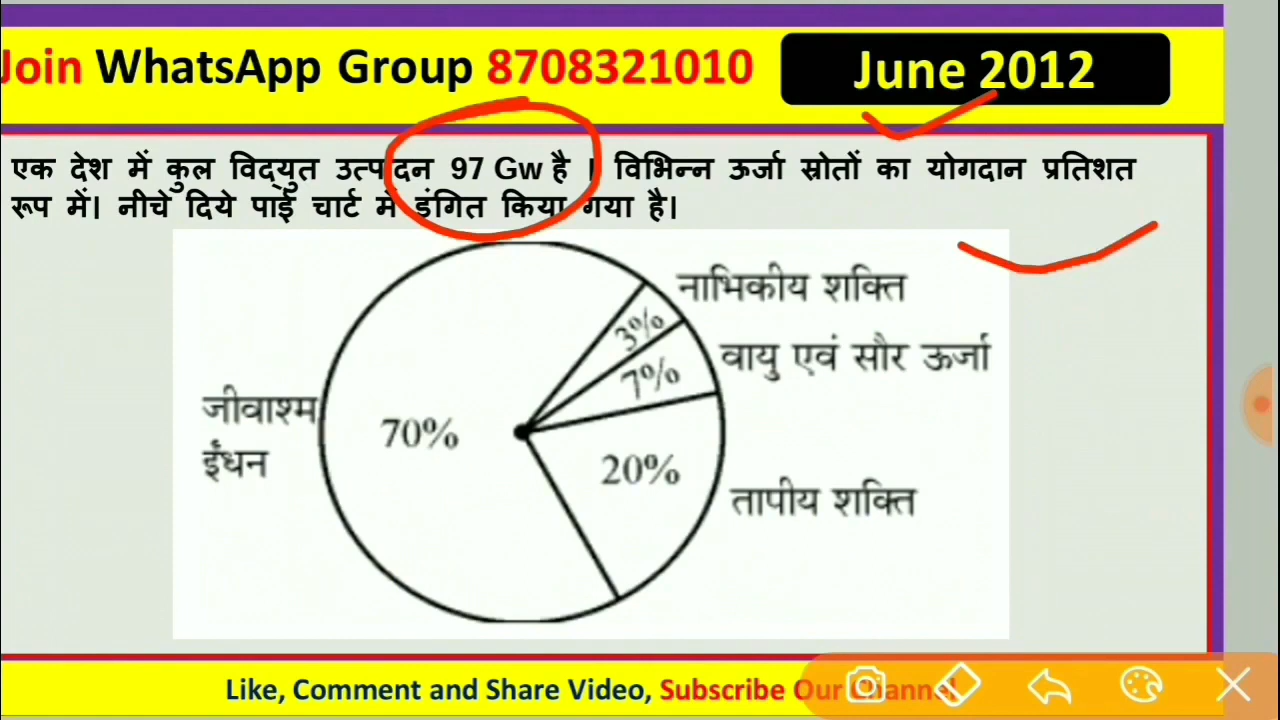 Join WhatsApp Group 8708321010
June 2012
एक देश में कुल विद्युत उत्पादन 97 Gw है । विभिन्न ऊर्जा स्रोतों का योगदान प्रतिशत
रूप में। नीचे दिये पाई चार्ट में इंगित किया गया है।
नाभिकीय शक्ति
3%
वायु एवं सौर ऊर्जा
7%
जीवाश्म
ईंधन
70%
20%
तापीय शक्ति
Like, Comment and Share Video, Subscribe Our Channel